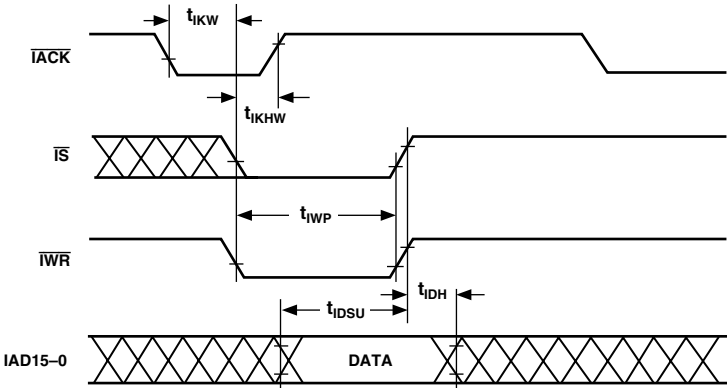 tIKW
IACK
tIKHW
IS
tIWP
IWR
tIDH
tIDSU
IAD15–0
DATA